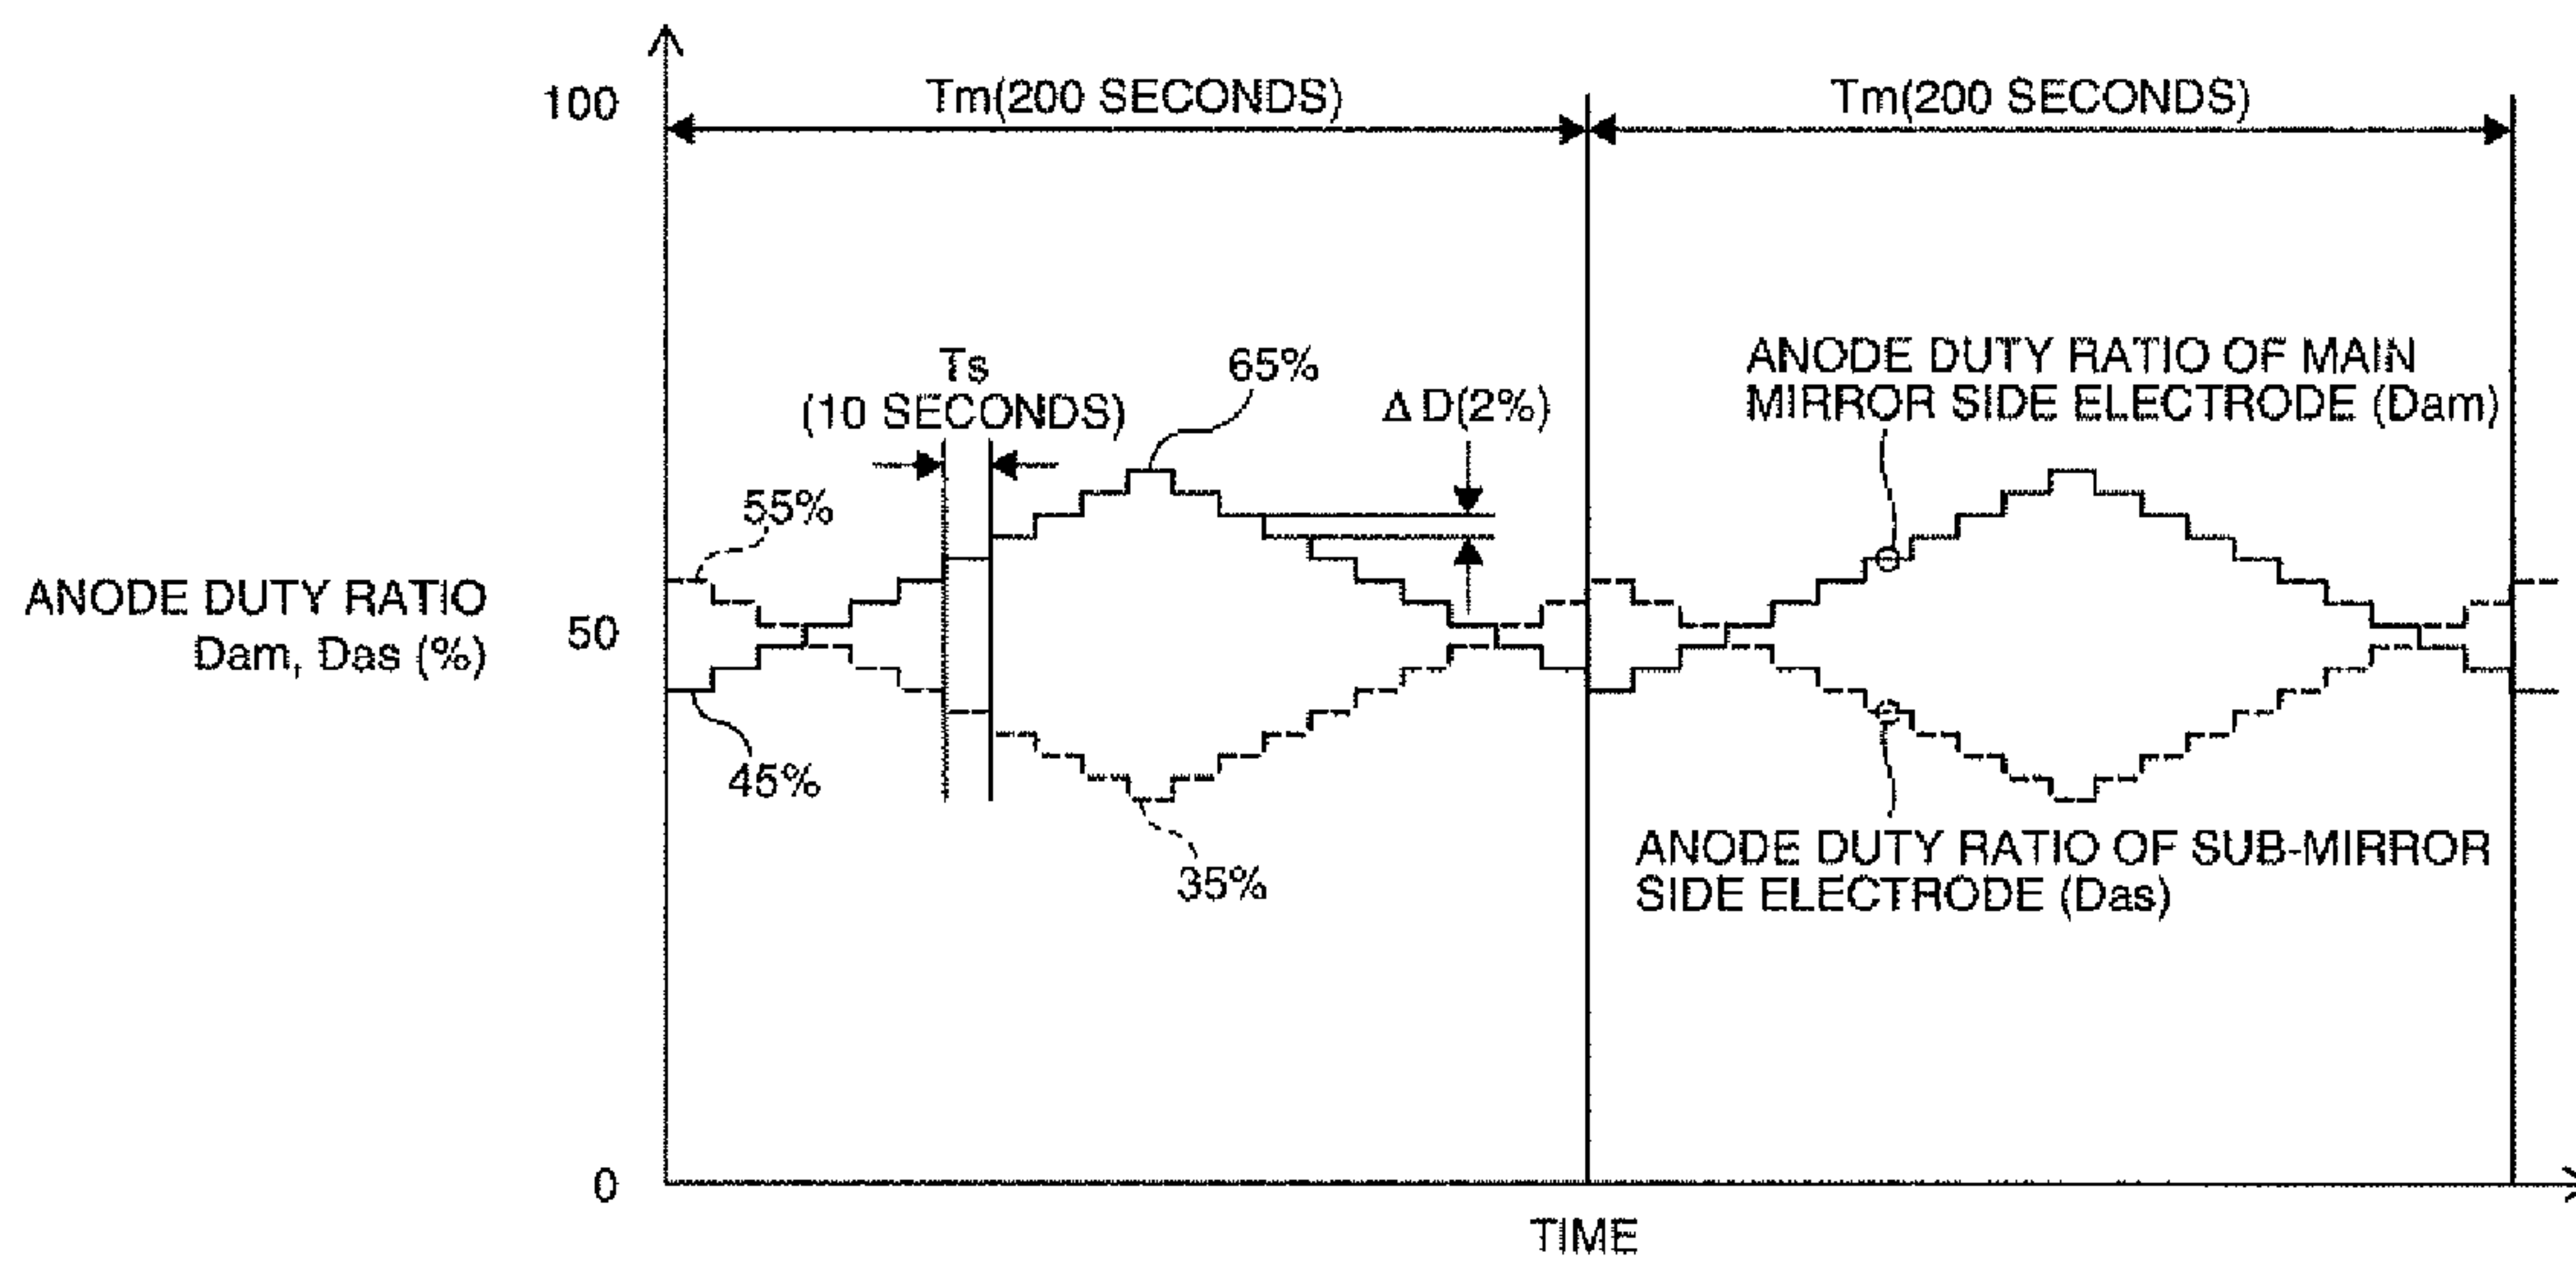 100
Tm(200 SECONDS)
Tm(200 SECONDS)
Ts
(10 SECONDS)
65%
ΔD(2%)
ANODE DUTY RATIO OF MAIN
MIRROR SIDE ELECTRODE (Dam)
55%
ANODE DUTY RATIO
Dam, Das (%)
50
45%
35%
ANODE DUTY RATIO OF SUB-MIRROR
SIDE ELECTRODE (Das)
0
TIME